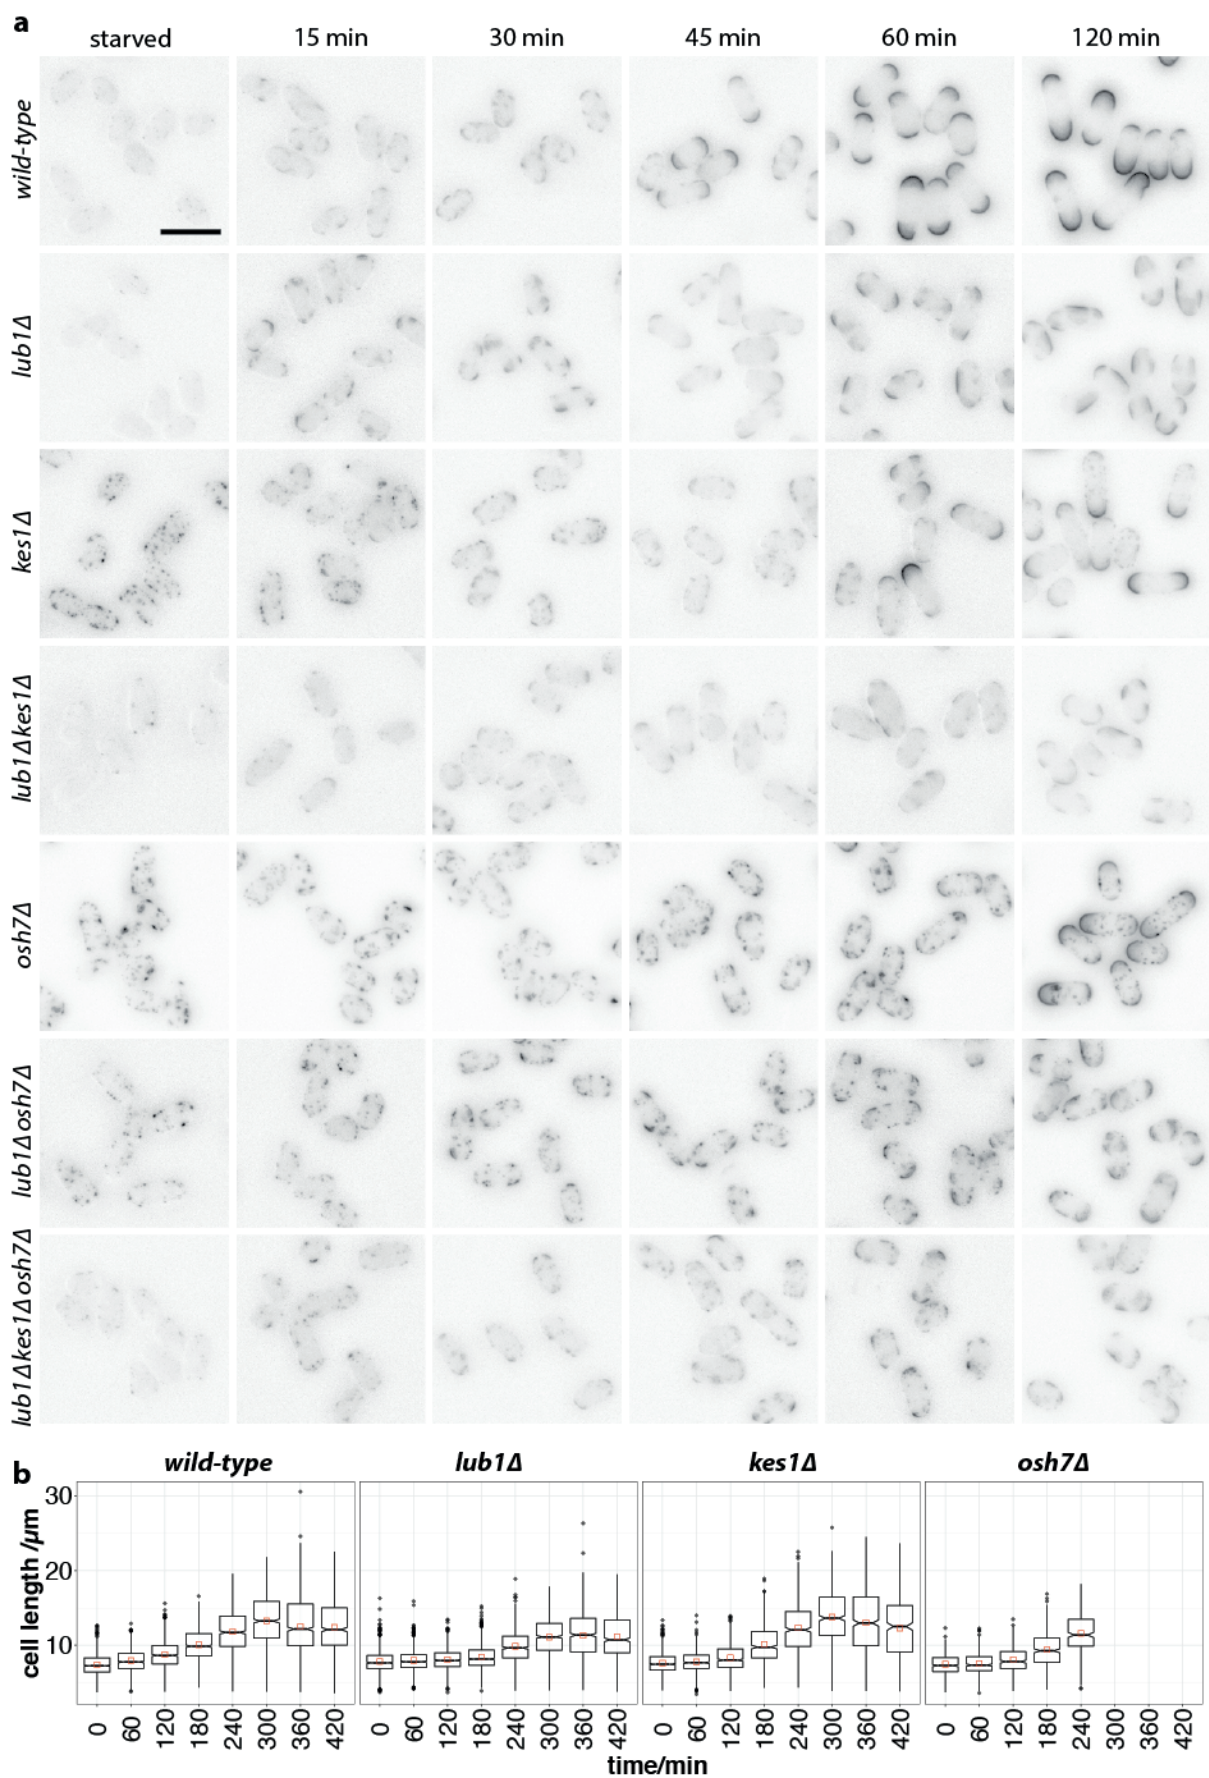 a
starved 15 min 30 min 45 min 60 min 120 min
wild-type
lub1Δ
kes1Δ
lub1Δkes1Δ
osh7Δ
lub1Δosh7Δ
lub1Δkes1Δosh7Δ
b
wild-type lub1Δ kes1Δ osh7Δ
cell length /µm
30
20
10
0 60 120 180 240 300 360 420 0 60 120 180 240 300 360 420 0 60 120 180 240 300 360 420 0 60 120 180 240 300 360 420
time/min